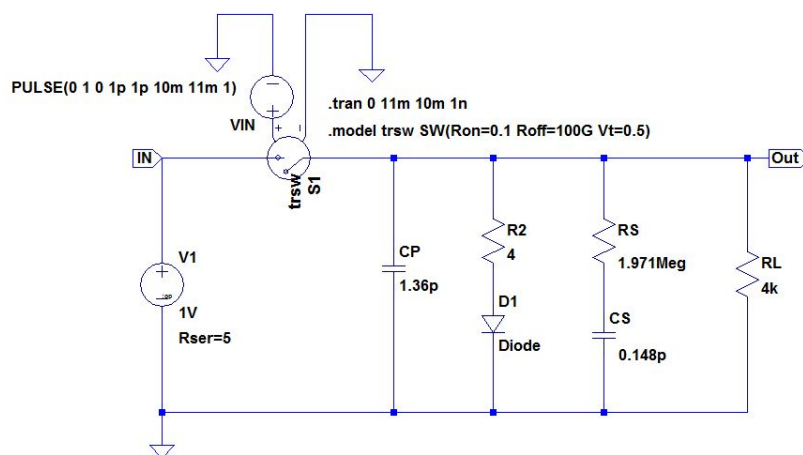 PULSE(0 1 0 1p 1p 10m 11m 1)
VIN
.tran 0 11m 10m 1n
.model trsw SW(Ron=0.1 Roff=100G Vt=0.5)
IN
trsw
S1
Out
V1
1V
Rser=5
CP
1.36p
R2
4
D1
Diode
RS
1.971Meg
CS
0.148p
RL
4k